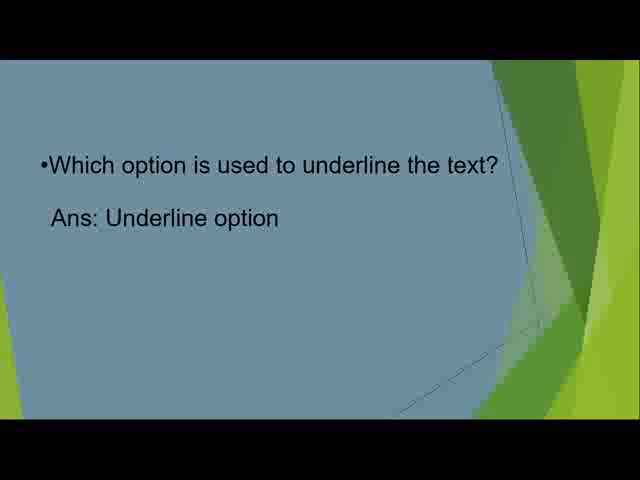 •Which option is used to underline the text?
Ans: Underline option